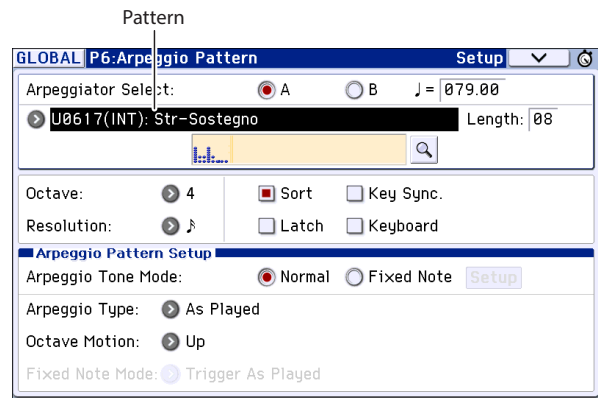 Pattern
GLOBAL P6:Arpeggio Pattern Setup
Arpeggiator Select: A B ♩= 079.00
U0617(INT): Str-Sostegno Length: 08
Octave: 4 Sort Key Sync.
Resolution: ♪ Latch Keyboard
Arpeggio Pattern Setup
Arpeggio Tone Mode: Normal Fixed Note Setup
Arpeggio Type: As Played
Octave Motion: Up
Fixed Note Mode: Trigger As Played